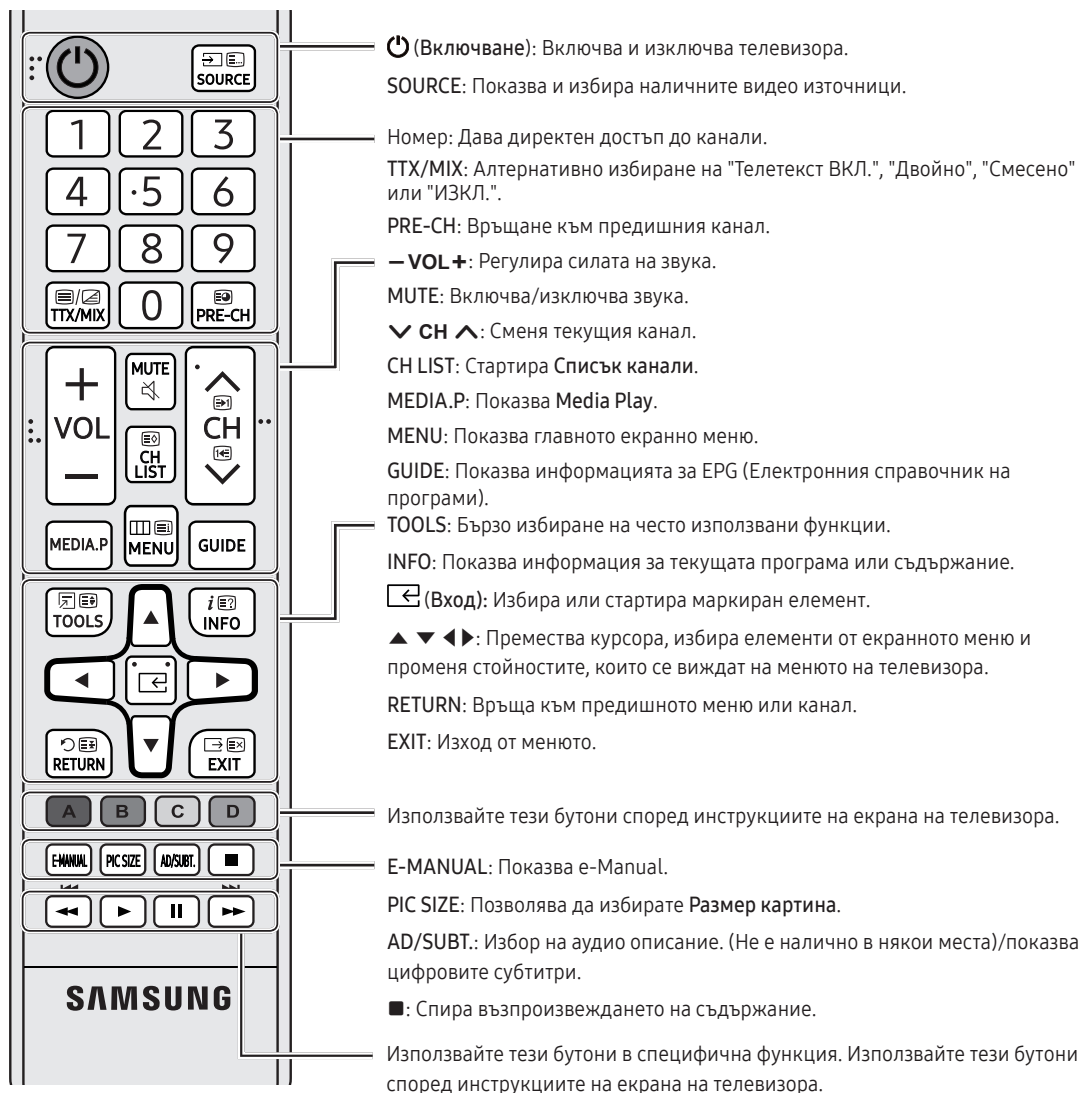 SOURCE
1 2 3
4 ·5 6
7 8 9
TTX/MIX 0 PRE-CH
+ VOL −
MUTE
CH LIST
CH
MEDIA.P MENU GUIDE
TOOLS INFO
RETURN EXIT
A B C D
E-MANUAL PIC SIZE AD/SUBT.
SAMSUNG
(Включване): Включва и изключва телевизора.
SOURCE: Показва и избира наличните видео източници.
Номер: Дава директен достъп до канали.
TTX/MIX: Алтернативно избиране на "Телетекст ВКЛ.", "Двойно", "Смесено"
или "ИЗКЛ.".
PRE-CH: Връщане към предишния канал.
− VOL +: Регулира силата на звука.
MUTE: Включва/изключва звука.
CH : Сменя текущия канал.
CH LIST: Стартира Списък канали.
MEDIA.P: Показва Media Play.
MENU: Показва главното екранно меню.
GUIDE: Показва информацията за EPG (Електронния справочник на
програми).
TOOLS: Бързо избиране на често използвани функции.
INFO: Показва информация за текущата програма или съдържание.
(Вход): Избира или стартира маркиран елемент.
▲ ▼ ◀ ▶: Премества курсора, избира елементи от екранното меню и
променя стойностите, които се виждат на менюто на телевизора.
RETURN: Връща към предишното меню или канал.
EXIT: Изход от менюто.
Използвайте тези бутони според инструкциите на екрана на телевизора.
E-MANUAL: Показва e-Manual.
PIC SIZE: Позволява да избирате Размер картина.
AD/SUBT.: Избор на аудио описание. (Не е налично в някои места)/показва
цифровите субтитри.
■: Спира възпроизвеждането на съдържание.
Използвайте тези бутони в специфична функция. Използвайте тези бутони
според инструкциите на екрана на телевизора.